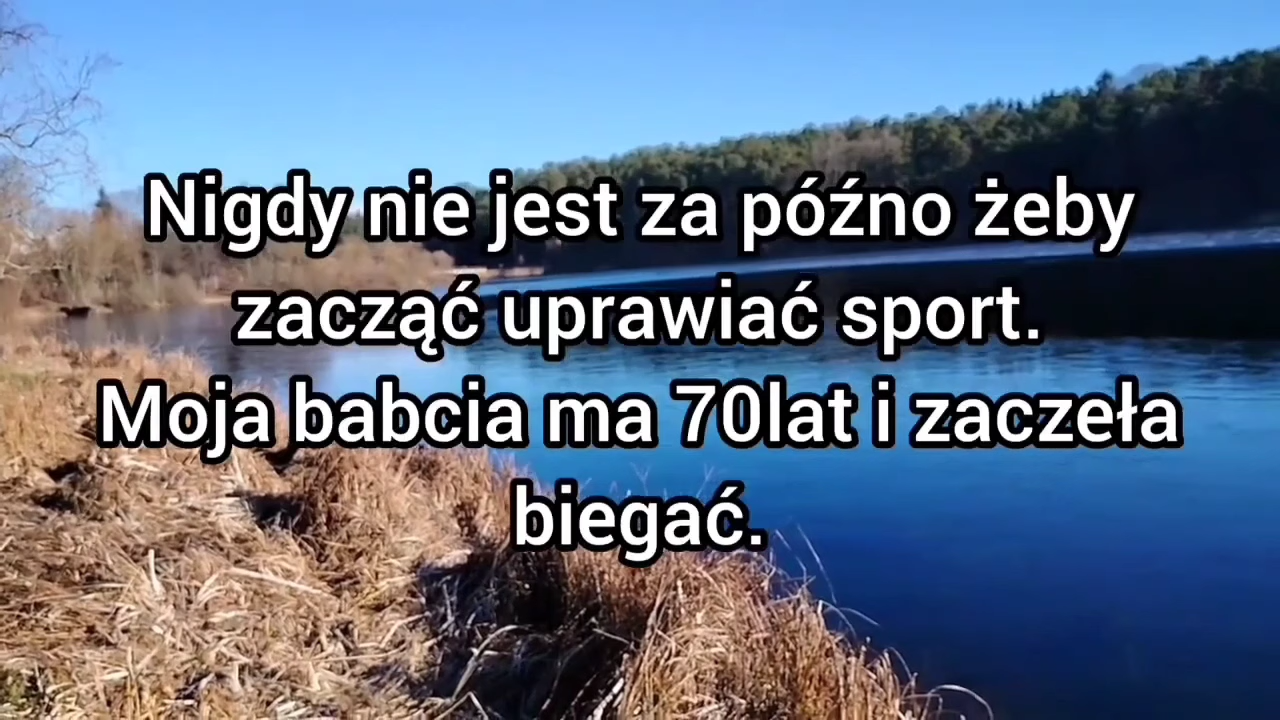 Nigdy nie jest za późno żeby
zacząć uprawiać sport.
Moja babcia ma 70lat i zaczeła
biegać.